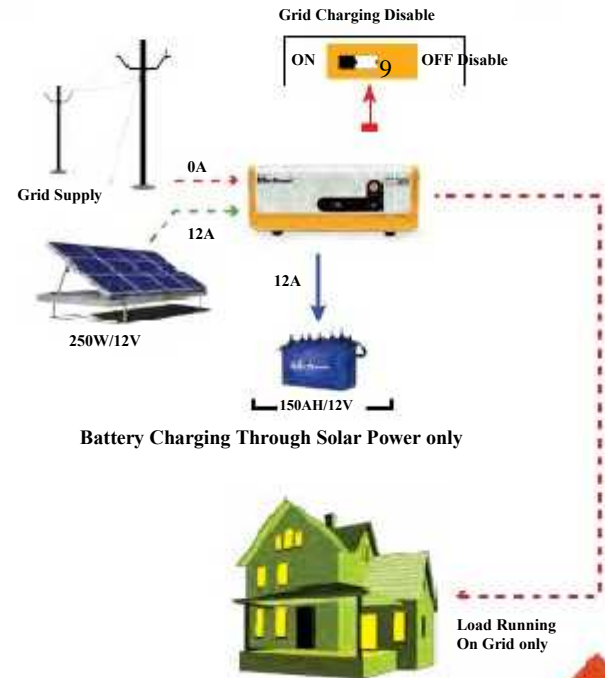 Grid Charging Disable
ON
9
OFF Disable
0A
Grid Supply
12A
12A
250W/12V
150AH/12V
Battery Charging Through Solar Power only
Load Running
On Grid only